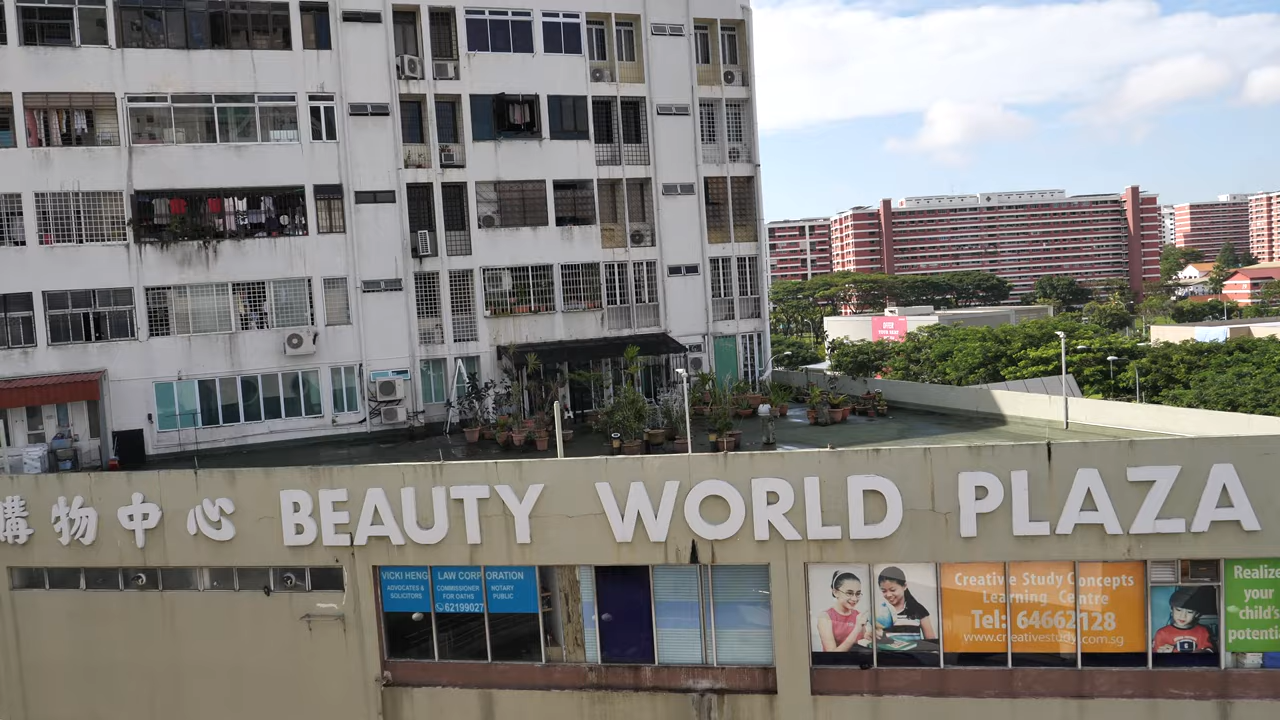 購物中心 BEAUTY WORLD PLAZA
VICKI HENG LAW CORPORATION
ADVOCATES & SOLICITORS
COMMISSIONER FOR OATHS
NOTARY PUBLIC
62199027
Creative Study Concepts
Learning Centre
Tel: 64662128
www.creativestudy.com.sg
Realize
your
child's
potenti